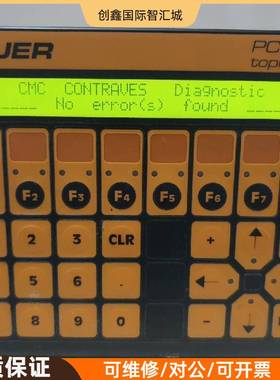 创鑫国际智汇城
UER
PC
top
CMC CONTRAVES Diagnostic
No error(s) found
F2 F3 F4 F5 F6 F7
2 3 CLR +
5 6 -
8 9 0
质保证
可维修/对公/可开票